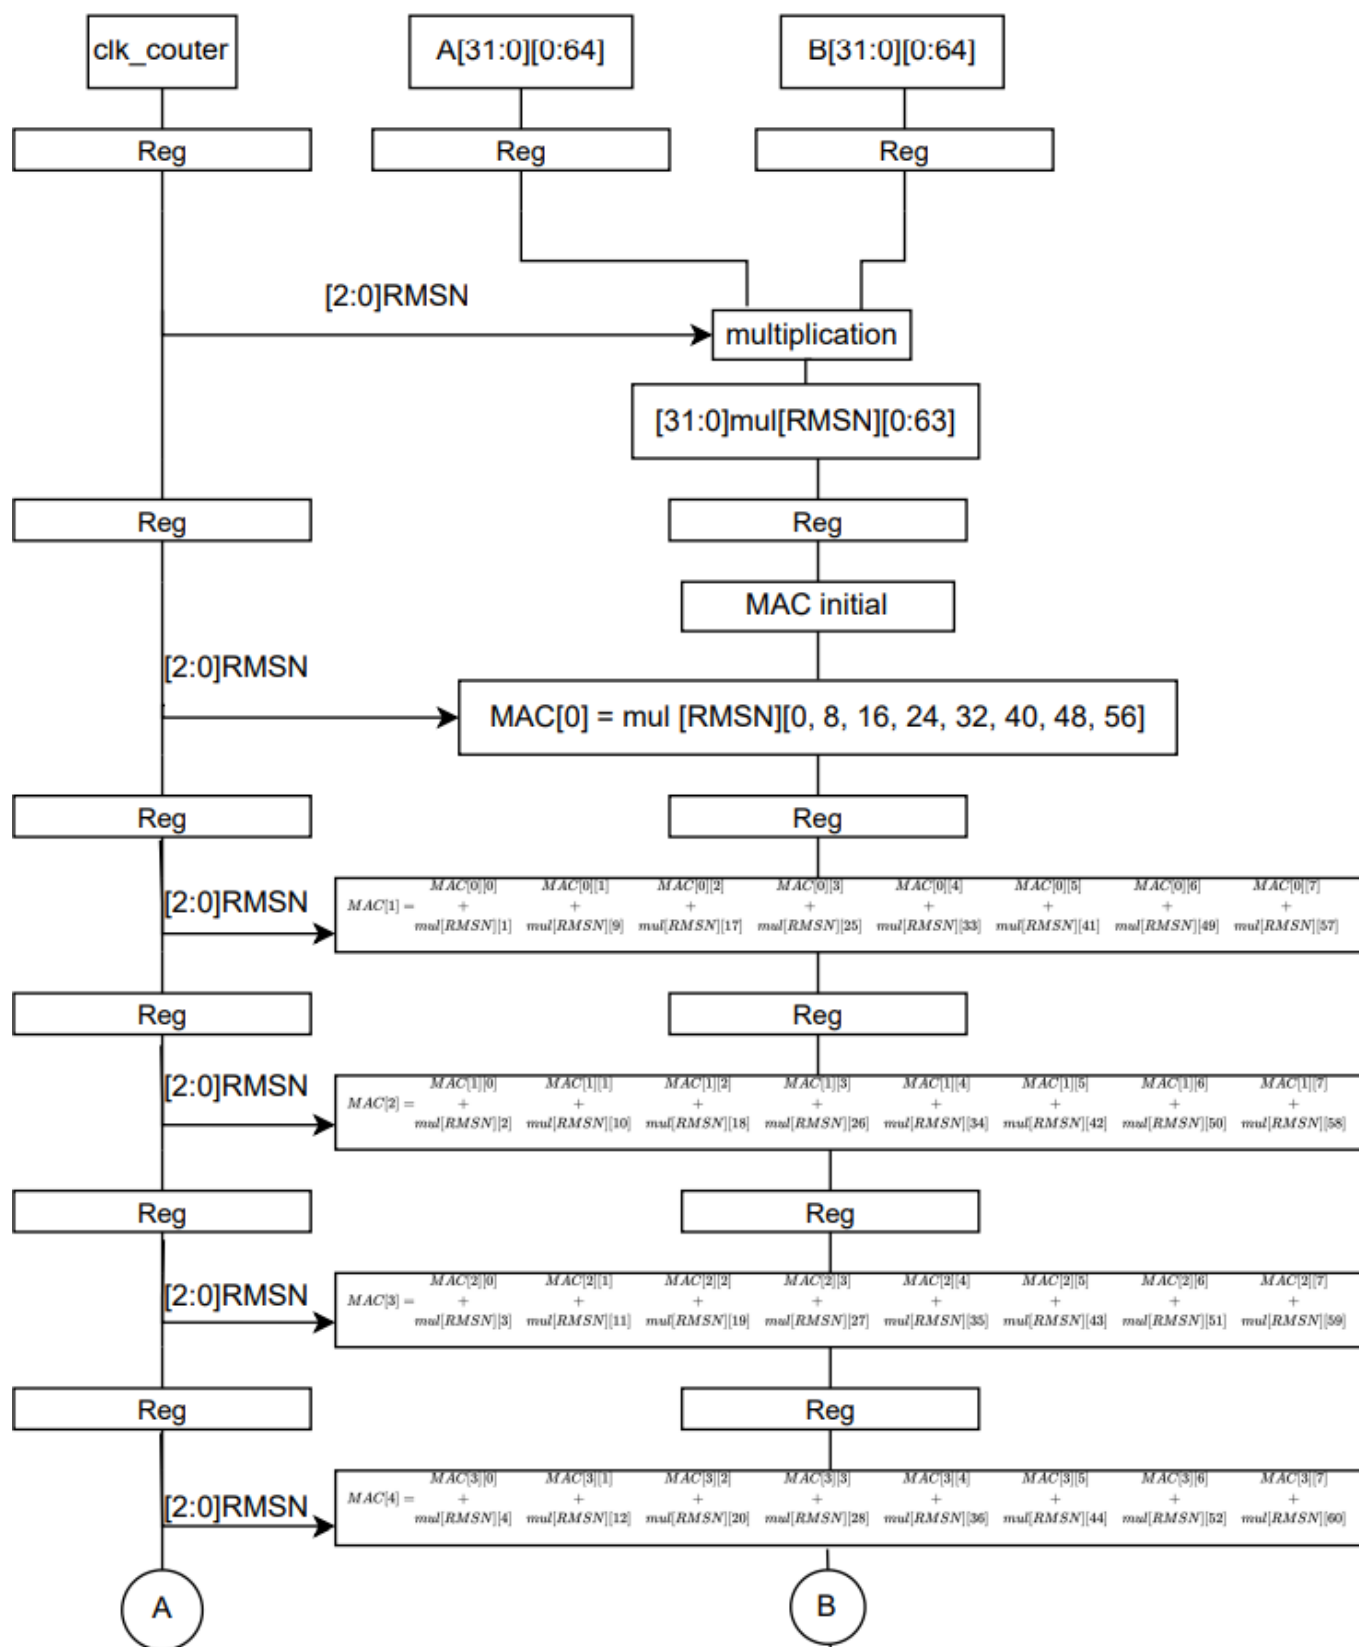 clk_couter
A[31:0][0:64]
B[31:0][0:64]
Reg
Reg
Reg
[2:0]RMSN
multiplication
[31:0]mul[RMSN][0:63]
Reg
Reg
MAC initial
[2:0]RMSN
MAC[0] = mul [RMSN][0, 8, 16, 24, 32, 40, 48, 56]
Reg
Reg
[2:0]RMSN
MAC[0][0] MAC[0][1] MAC[0][2] MAC[0][3] MAC[0][4] MAC[0][5] MAC[0][6] MAC[0][7]
MAC[1] = + + + + + + + +
mul[RMSN][1] mul[RMSN][9] mul[RMSN][17] mul[RMSN][25] mul[RMSN][33] mul[RMSN][41] mul[RMSN][49] mul[RMSN][57]
Reg
Reg
[2:0]RMSN
MAC[1][0] MAC[1][1] MAC[1][2] MAC[1][3] MAC[1][4] MAC[1][5] MAC[1][6] MAC[1][7]
MAC[2] = + + + + + + + +
mul[RMSN][2] mul[RMSN][10] mul[RMSN][18] mul[RMSN][26] mul[RMSN][34] mul[RMSN][42] mul[RMSN][50] mul[RMSN][58]
Reg
Reg
[2:0]RMSN
MAC[2][0] MAC[2][1] MAC[2][2] MAC[2][3] MAC[2][4] MAC[2][5] MAC[2][6] MAC[2][7]
MAC[3] = + + + + + + + +
mul[RMSN][3] mul[RMSN][11] mul[RMSN][19] mul[RMSN][27] mul[RMSN][35] mul[RMSN][43] mul[RMSN][51] mul[RMSN][59]
Reg
Reg
[2:0]RMSN
MAC[3][0] MAC[3][1] MAC[3][2] MAC[3][3] MAC[3][4] MAC[3][5] MAC[3][6] MAC[3][7]
MAC[4] = + + + + + + + +
mul[RMSN][4] mul[RMSN][12] mul[RMSN][20] mul[RMSN][28] mul[RMSN][36] mul[RMSN][44] mul[RMSN][52] mul[RMSN][60]
A
B